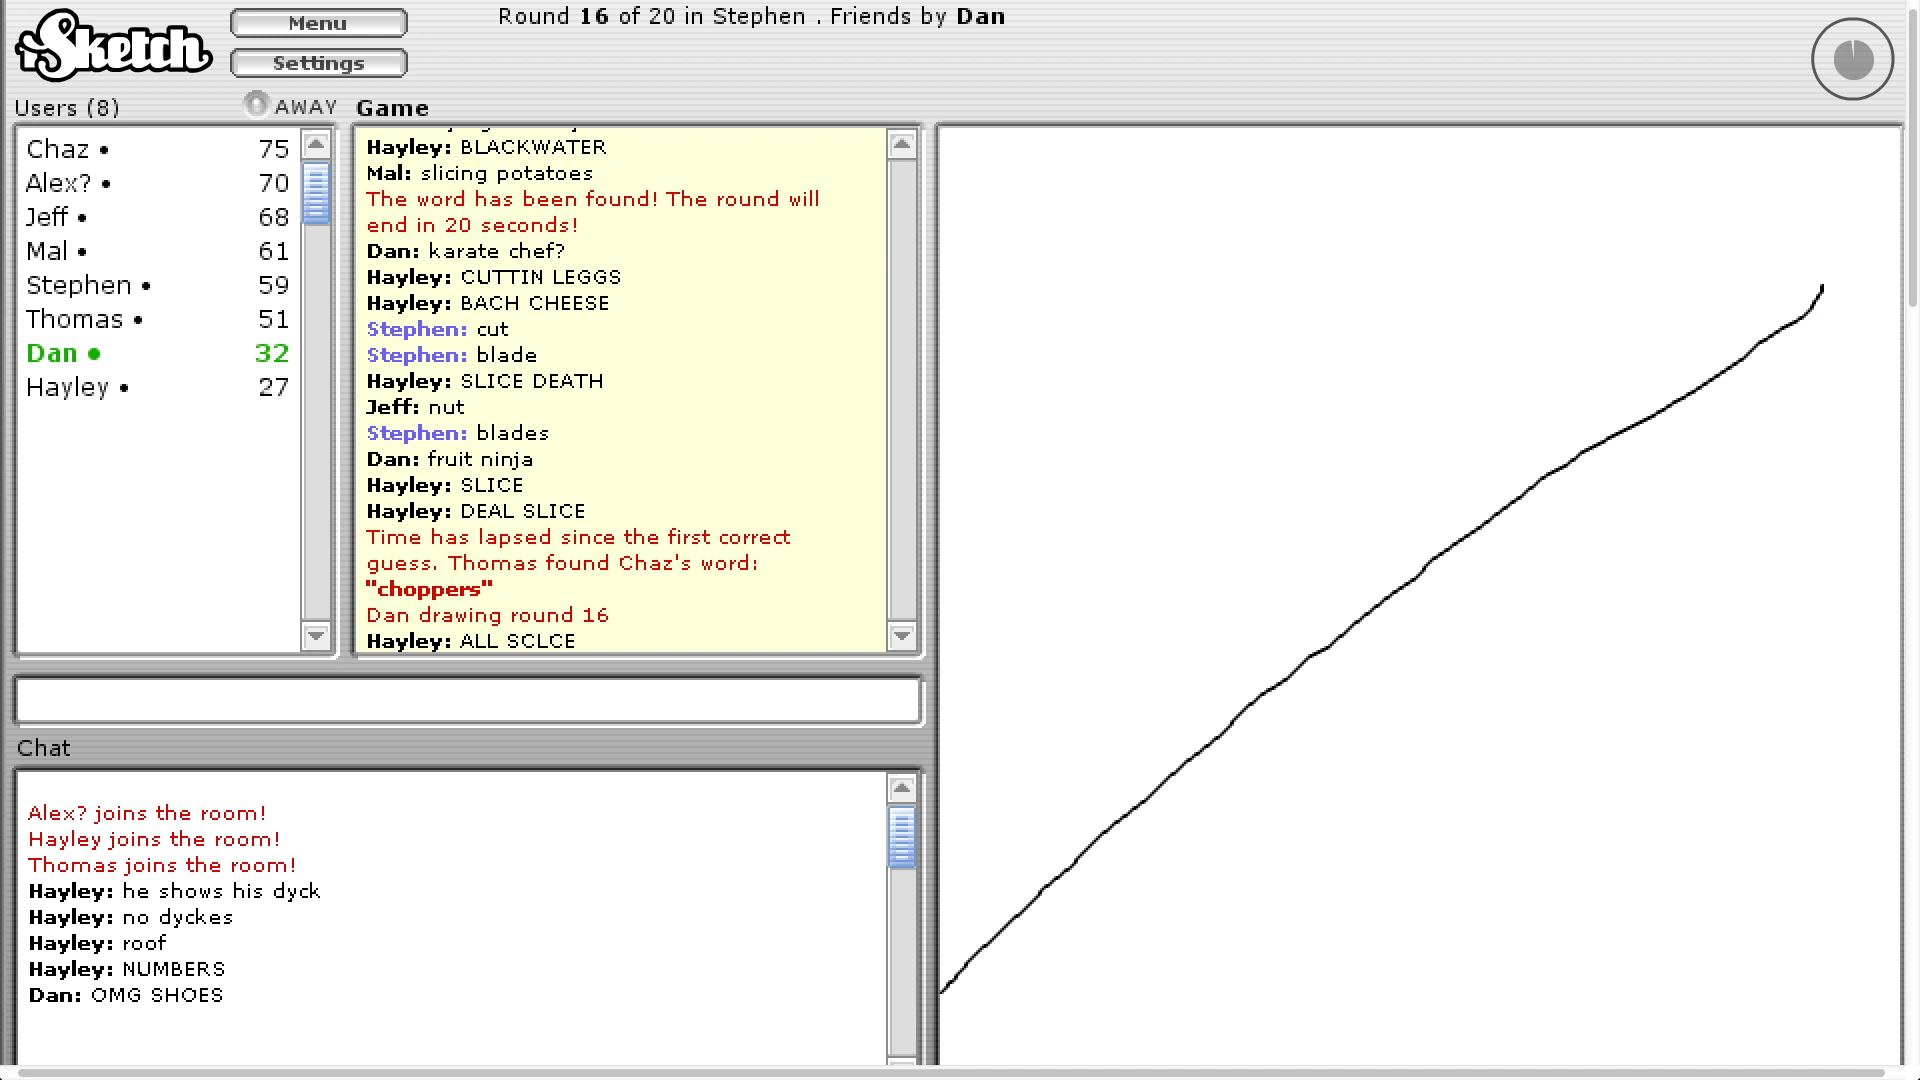 iSketch
Menu
Settings
Round 16 of 20 in Stephen . Friends by Dan
Users (8)
AWAY
Game
Chaz • 75
Alex? • 70
Jeff • 68
Mal • 61
Stephen • 59
Thomas • 51
Dan • 32
Hayley • 27
Hayley: BLACKWATER
Mal: slicing potatoes
The word has been found! The round will
end in 20 seconds!
Dan: karate chef?
Hayley: CUTTIN LEGGS
Hayley: BACH CHEESE
Stephen: cut
Stephen: blade
Hayley: SLICE DEATH
Jeff: nut
Stephen: blades
Dan: fruit ninja
Hayley: SLICE
Hayley: DEAL SLICE
Time has lapsed since the first correct
guess. Thomas found Chaz's word:
"choppers"
Dan drawing round 16
Hayley: ALL SCLCE
Chat
Alex? joins the room!
Hayley joins the room!
Thomas joins the room!
Hayley: he shows his dyck
Hayley: no dyckes
Hayley: roof
Hayley: NUMBERS
Dan: OMG SHOES